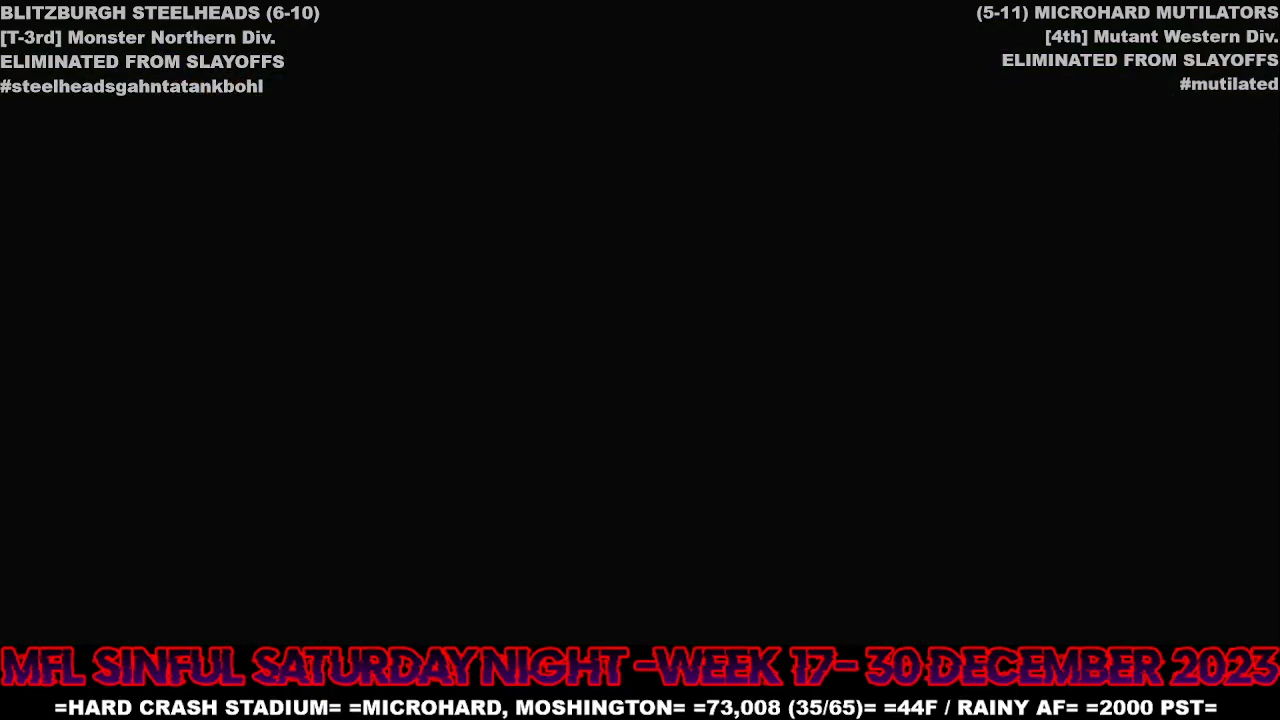 BLITZBURGH STEELHEADS (6-10)
[T-3rd] Monster Northern Div.
ELIMINATED FROM SLAYOFFS
#steelheadsgahntatankbohl
(5-11) MICROHARD MUTILATORS
[4th] Mutant Western Div.
ELIMINATED FROM SLAYOFFS
#mutilated
MFL SINFUL SATURDAY NIGHT -WEEK 17- 30 DECEMBER 2023
=HARD CRASH STADIUM= =MICROHARD, MOSHINGTON= =73,008 (35/65)= =44F / RAINY AF= =2000 PST=